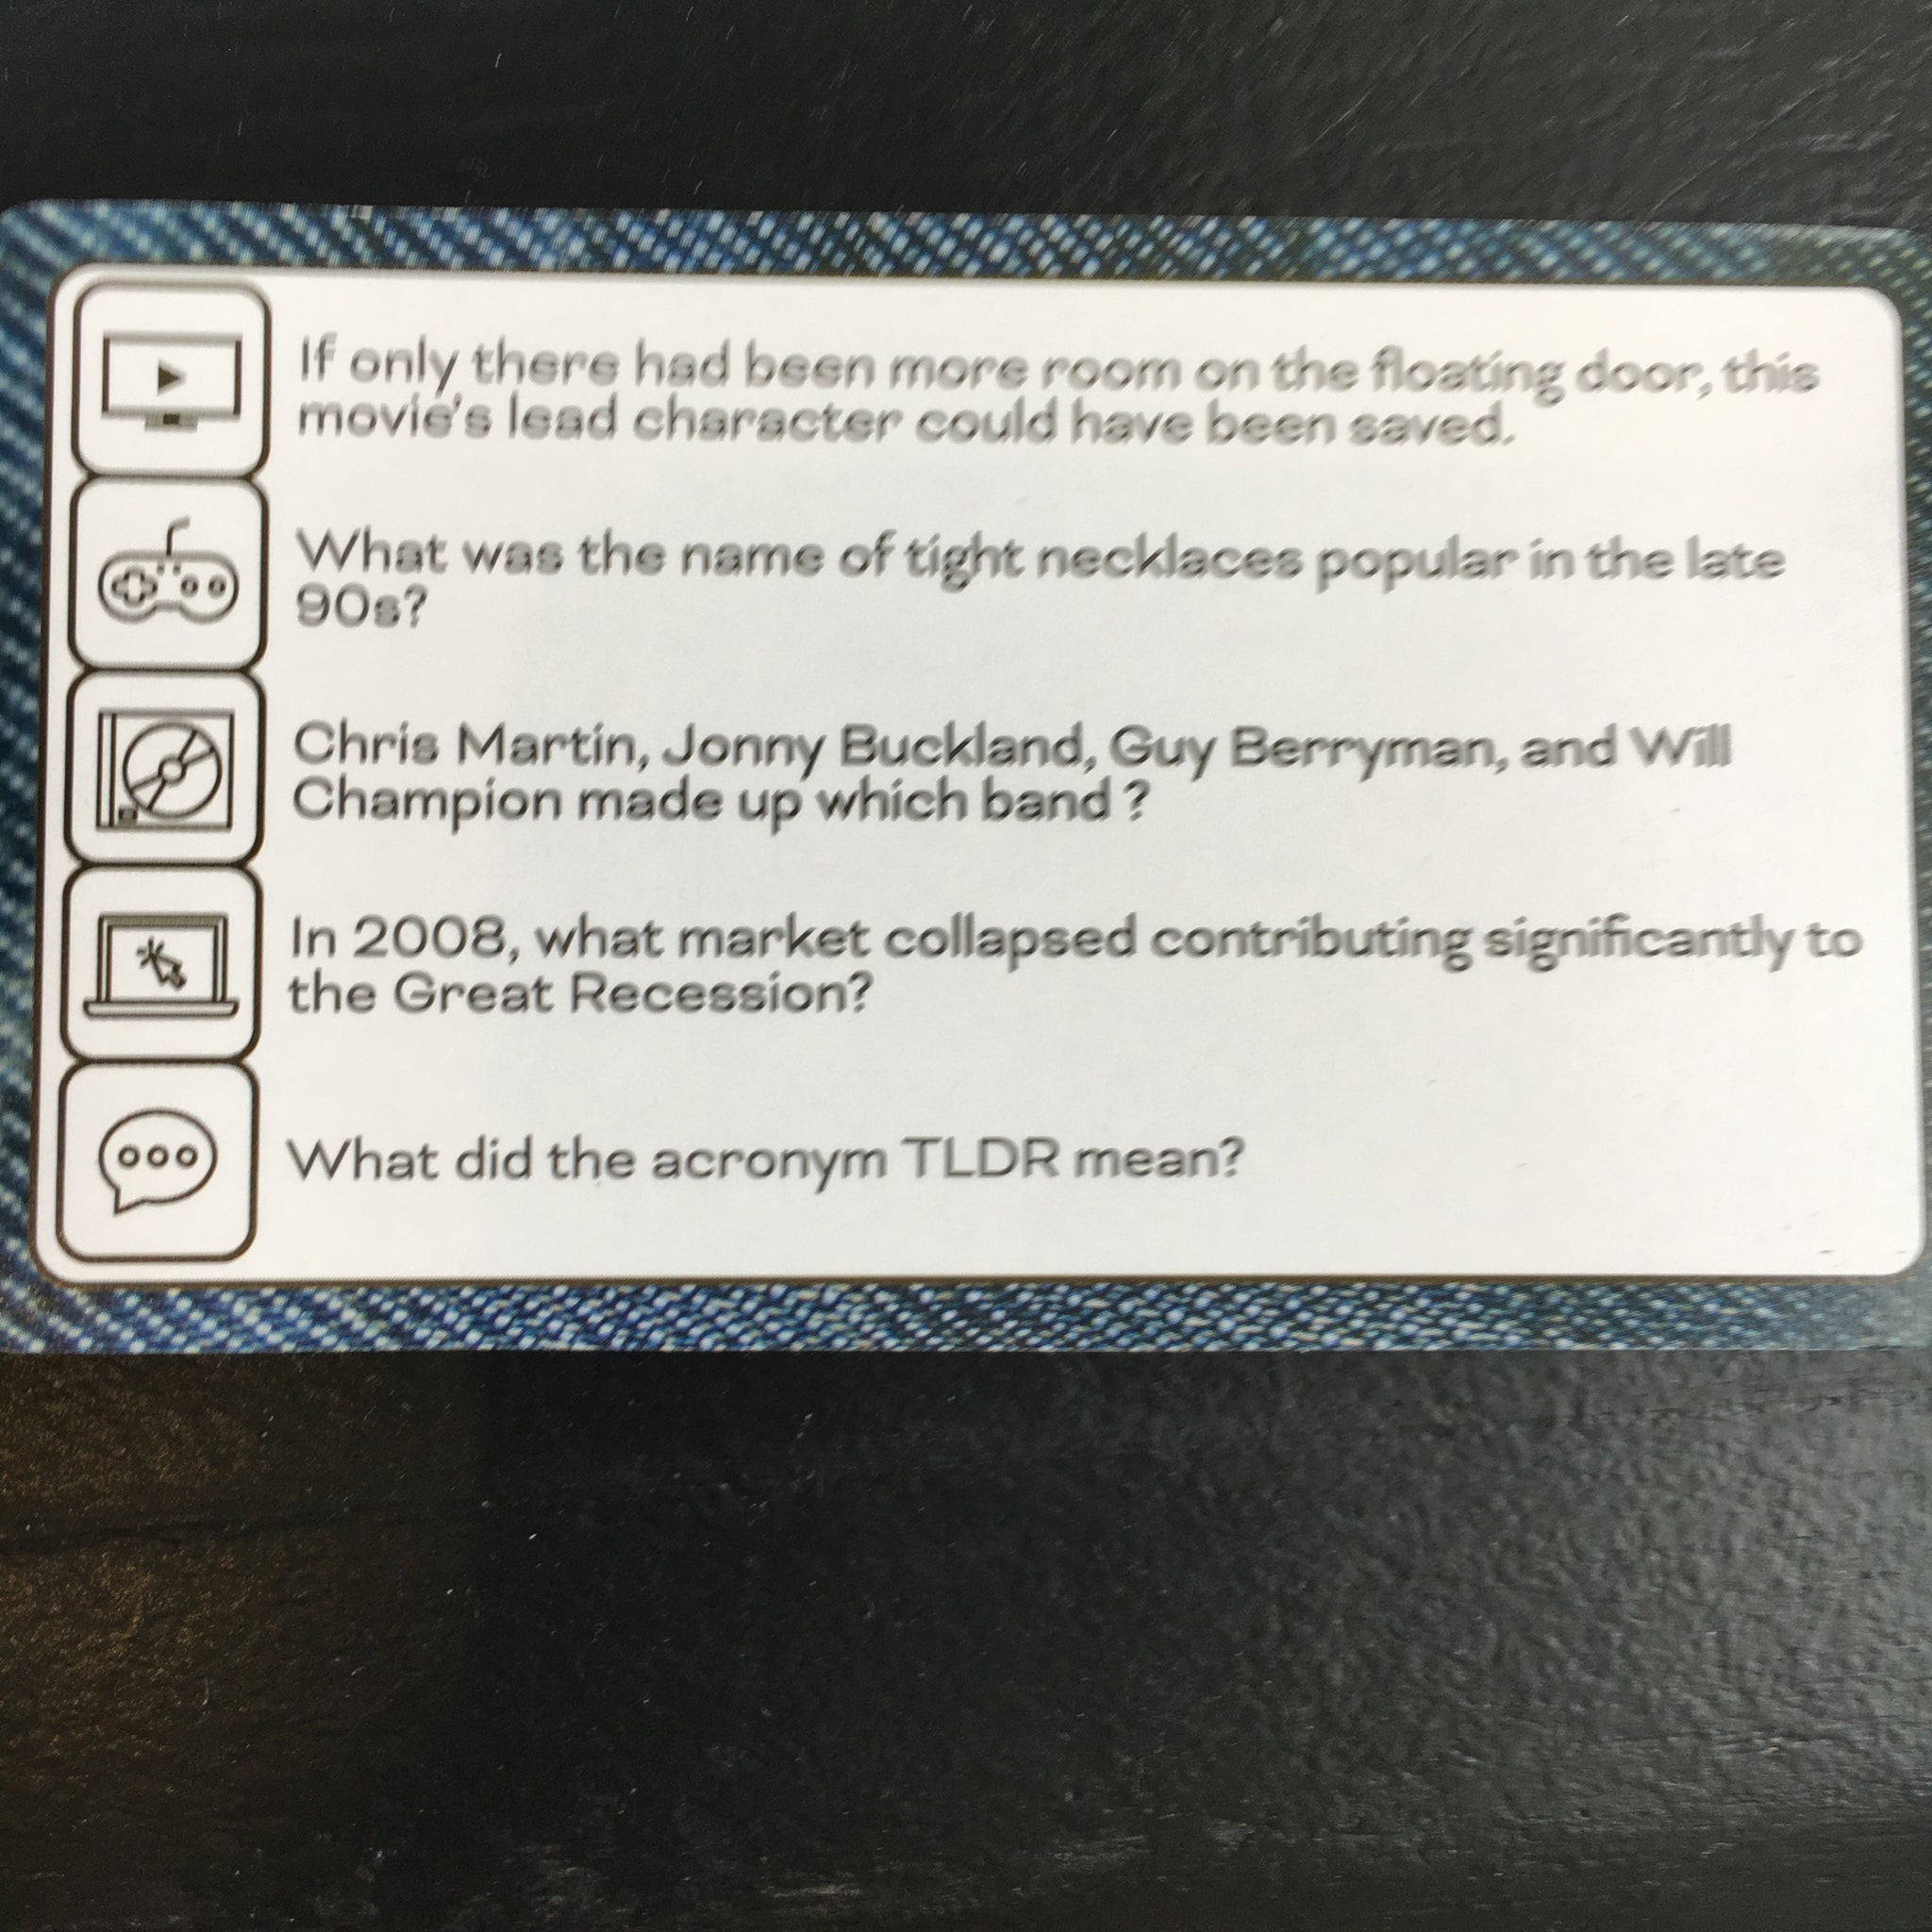 If only there had been more room on the floating door, this
movie's lead character could have been saved.
What was the name of tight necklaces popular in the late
90s?
Chris Martin, Jonny Buckland, Guy Berryman, and Will
Champion made up which band ?
In 2008, what market collapsed contributing significantly to
the Great Recession?
What did the acronym TLDR mean?